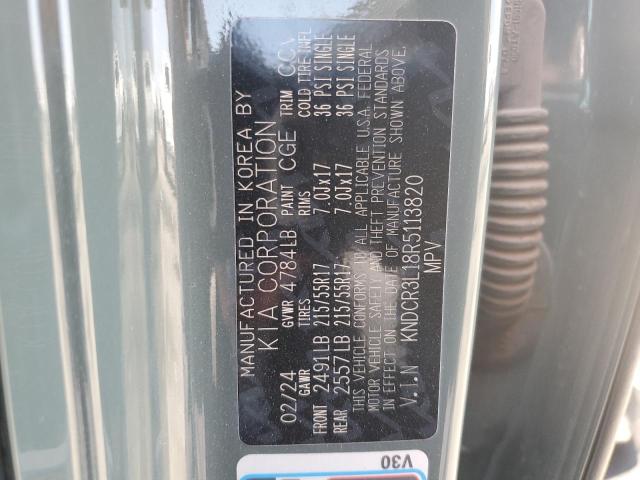 MANUFACTURED IN KOREA BY
KIA CORPORATION
02/24 GVWR 4784LB PAINT CGE TRIM CCV
GAWR TIRES RIMS COLD TIRE INFL
FRONT 2491LB 215/55R17 7.0Jx17 36 PSI SINGLE
REAR 2557LB 215/55R17 7.0Jx17 36 PSI SINGLE
THIS VEHICLE CONFORMS TO ALL APPLICABLE U.S.A. FEDERAL
MOTOR VEHICLE SAFETY AND THEFT PREVENTION STANDARDS
IN EFFECT ON THE DATE OF MANUFACTURE SHOWN ABOVE.
V.I.N KNDCR3L18R5113820
MPV
V30